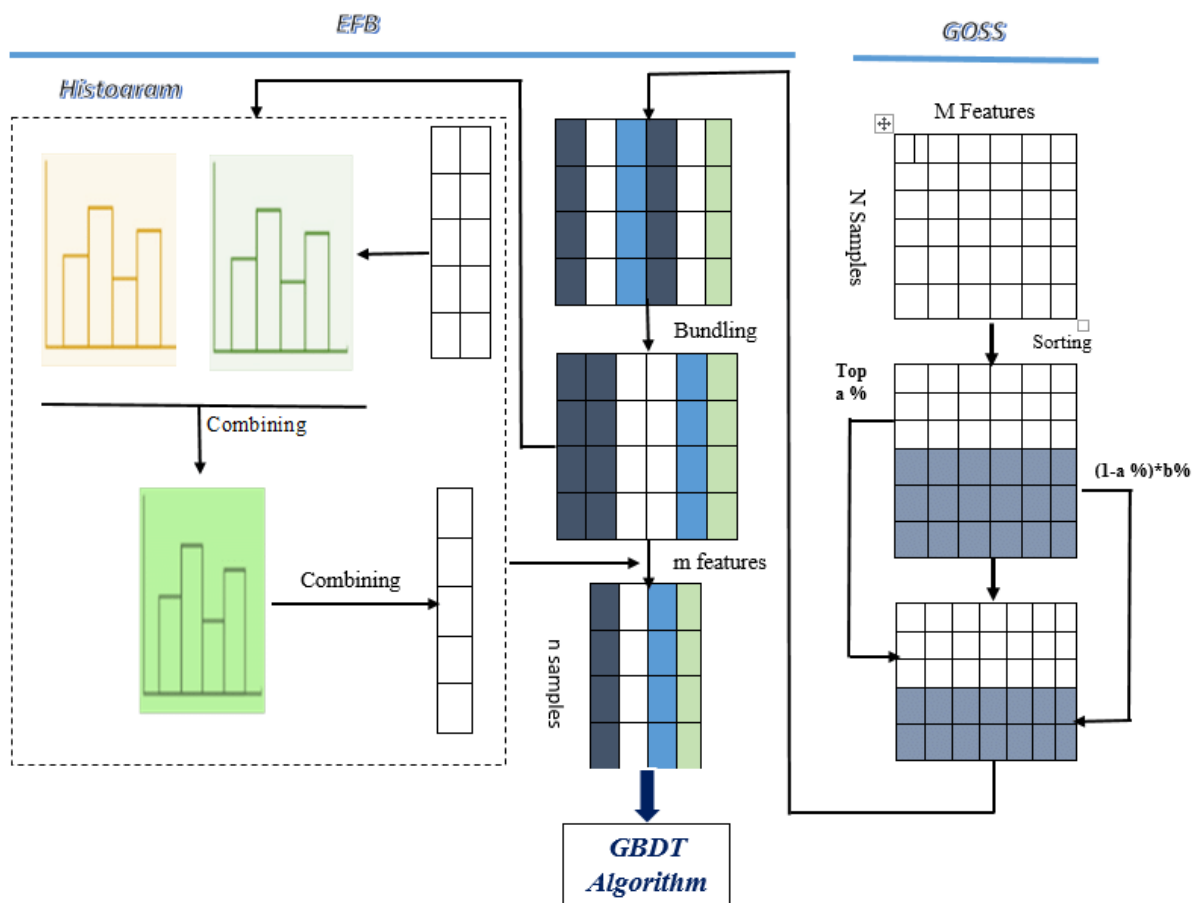 EFB
GOSS
Histoaram
M Features
N Samples
Bundling
Sorting
Top
a %
Combining
(1-a %)*b%
m features
Combining
n samples
GBDT
Algorithm